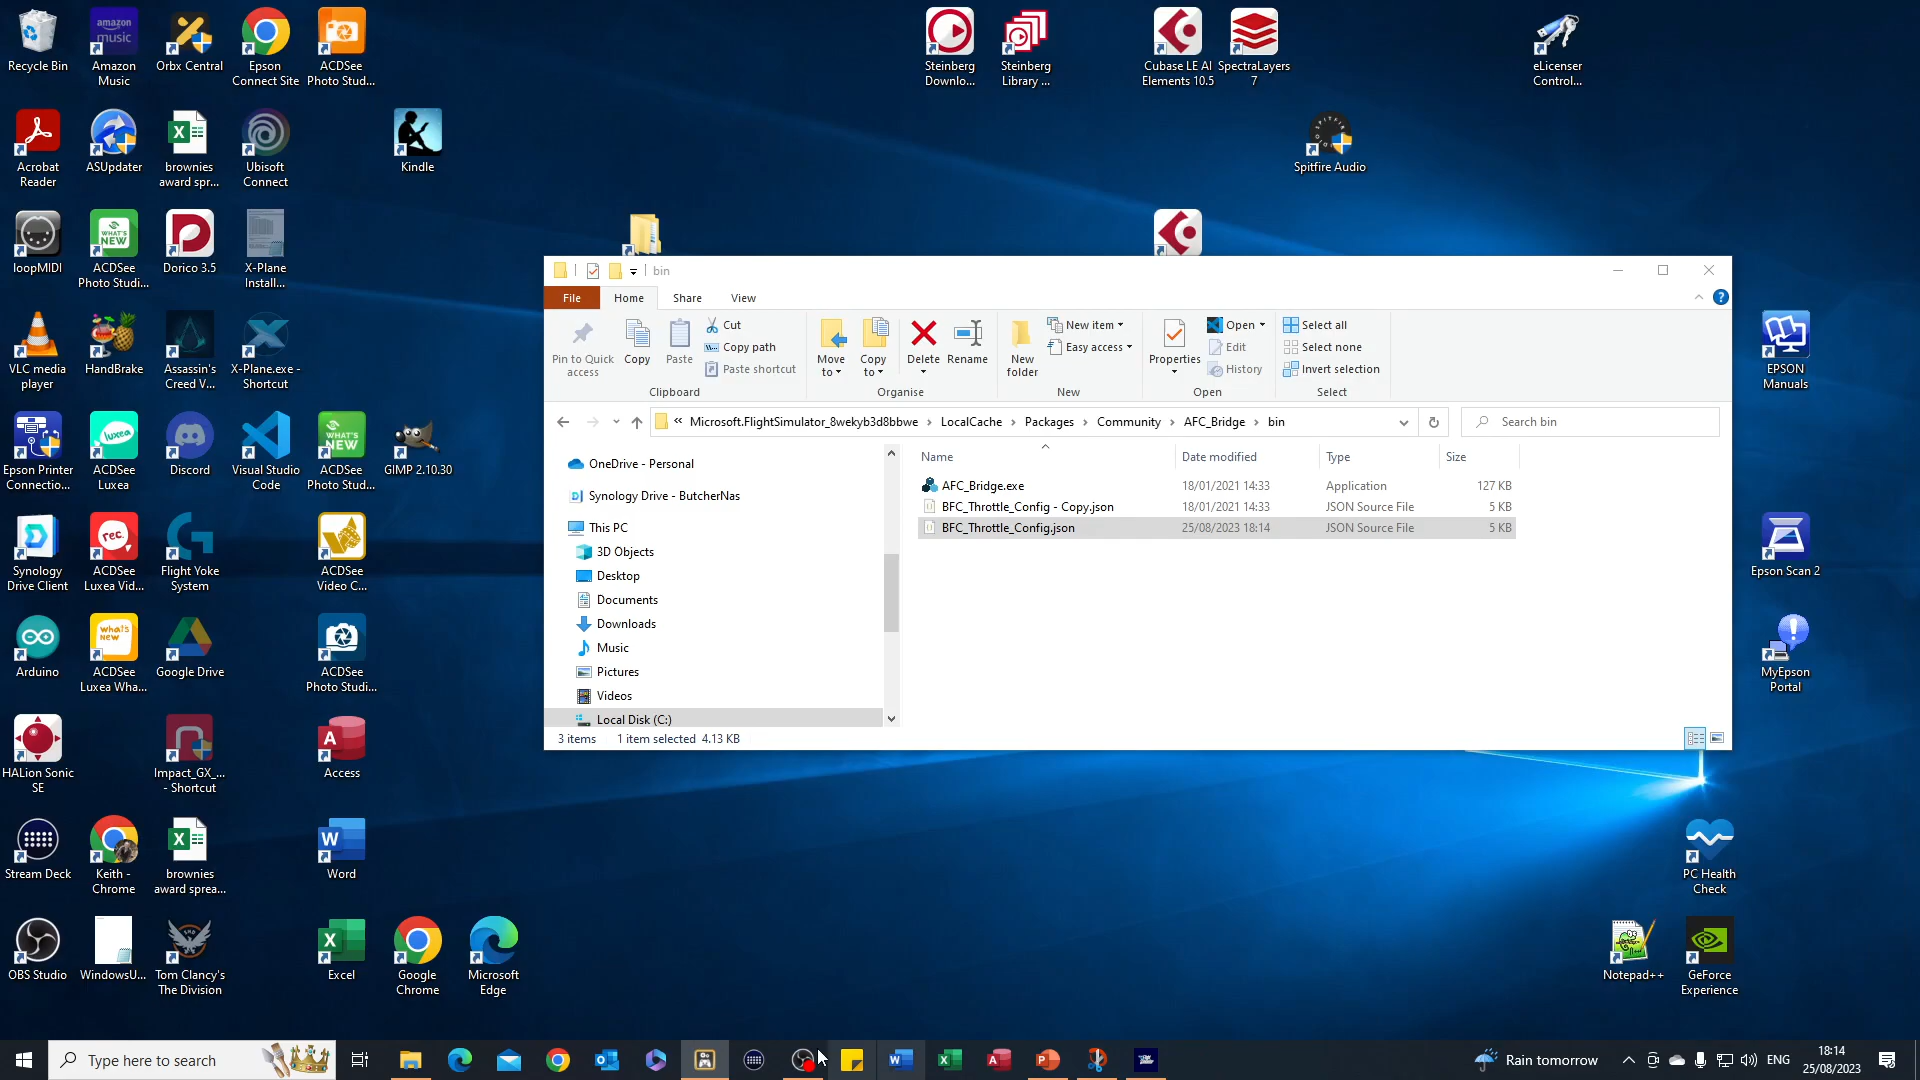 Recycle Bin
Amazon
Music
Orbx Central
Epson
Connect Site
ACDSee
Photo Stud...
Steinberg
Downlo...
Steinberg
Library ...
Cubase LE AI
Elements 10.5
SpectraLayers
7
eLicenser
Control...
Acrobat
Reader
ASUpdater
brownies
award spr...
Ubisoft
Connect
Kindle
Spitfire Audio
loopMIDI
ACDSee
Photo Studi...
Dorico 3.5
X-Plane
Install...
VLC media
player
HandBrake
Assassin's
Creed V...
X-Plane.exe -
Shortcut
Epson Printer
Connectio...
ACDSee
Luxea
Discord
Visual Studio
Code
ACDSee
Photo Stud...
GIMP 2.10.30
Synology
Drive Client
ACDSee
Luxea Vid...
Flight Yoke
System
ACDSee
Video C...
Arduino
ACDSee
Luxea Wha...
Google Drive
ACDSee
Photo Studi...
HALion Sonic
SE
Impact_GX_...
- Shortcut
Access
Stream Deck
Keith -
Chrome
brownies
award sprea...
Word
OBS Studio
WindowsU...
Tom Clancy's
The Division
Excel
Google
Chrome
Microsoft
Edge
EPSON
Manuals
Epson Scan 2
MyEpson
Portal
PC Health
Check
Notepad++
GeForce
Experience
bin
File
Home
Share
View
Pin to Quick
access
Copy
Paste
Cut
Copy path
Paste shortcut
Clipboard
Move
to
Copy
to
Delete
Rename
Organise
New
folder
New item
Easy access
New
Properties
Open
Edit
History
Open
Select all
Select none
Invert selection
Select
« Microsoft.FlightSimulator_8wekyb3d8bbwe > LocalCache > Packages > Community > AFC_Bridge > bin
Search bin
OneDrive - Personal
Synology Drive - ButcherNas
This PC
3D Objects
Desktop
Documents
Downloads
Music
Pictures
Videos
Local Disk (C:)
Name Date modified Type Size
AFC_Bridge.exe 18/01/2021 14:33 Application 127 KB
BFC_Throttle_Config - Copy.json 18/01/2021 14:33 JSON Source File 5 KB
BFC_Throttle_Config.json 25/08/2023 18:14 JSON Source File 5 KB
3 items 1 item selected 4.13 KB
Type here to search
Rain tomorrow
ENG
18:14
25/08/2023
amazon
music
WHAT'S
NEW
luxea
WHAT'S
NEW
rec.
what's
new